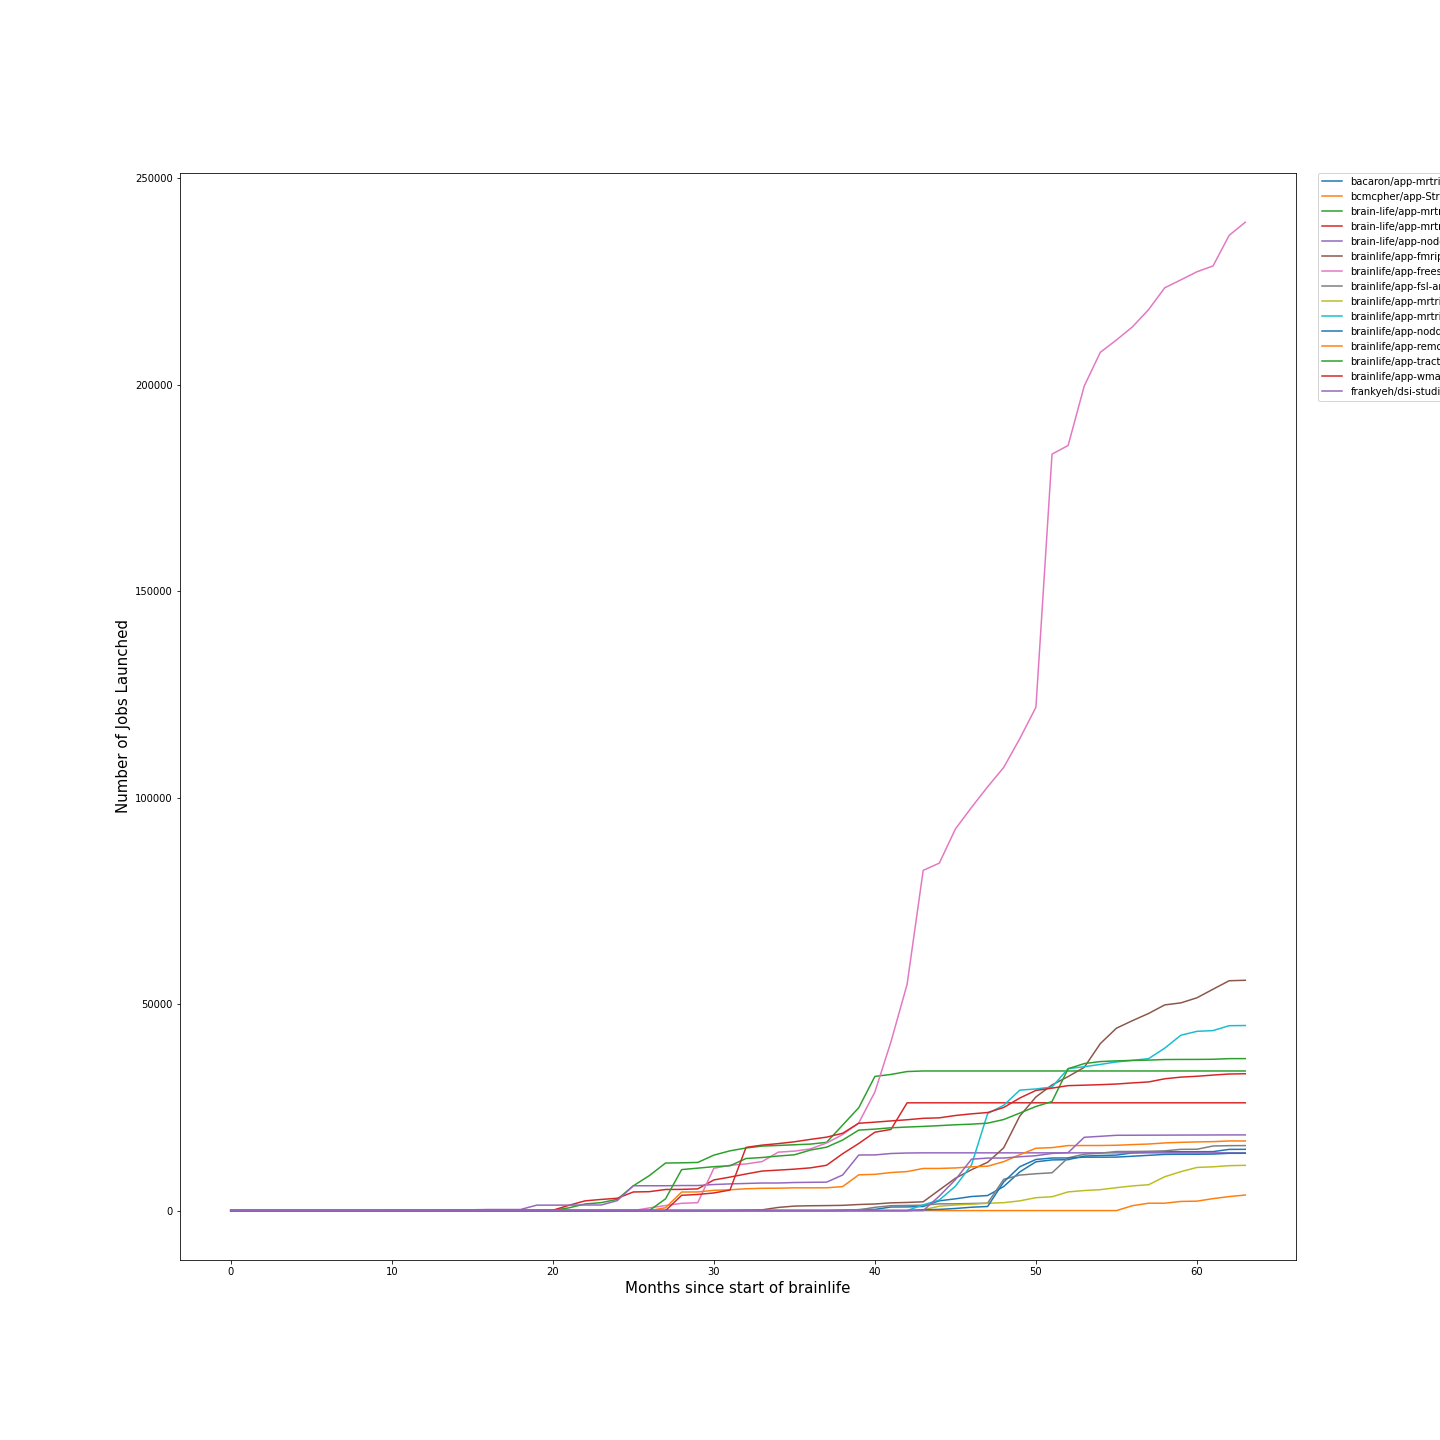 250000
200000
150000
100000
50000
0
Number of Jobs Launched
0 10 20 30 40 50 60
Months since start of brainlife
bacaron/app-mrtri
bcmcpher/app-Str
brain-life/app-mrtr
brain-life/app-mrtr
brain-life/app-nod
brainlife/app-fmrip
brainlife/app-frees
brainlife/app-fsl-a
brainlife/app-mrtri
brainlife/app-mrtri
brainlife/app-nodd
brainlife/app-remo
brainlife/app-tract
brainlife/app-wma
frankyeh/dsi-studi